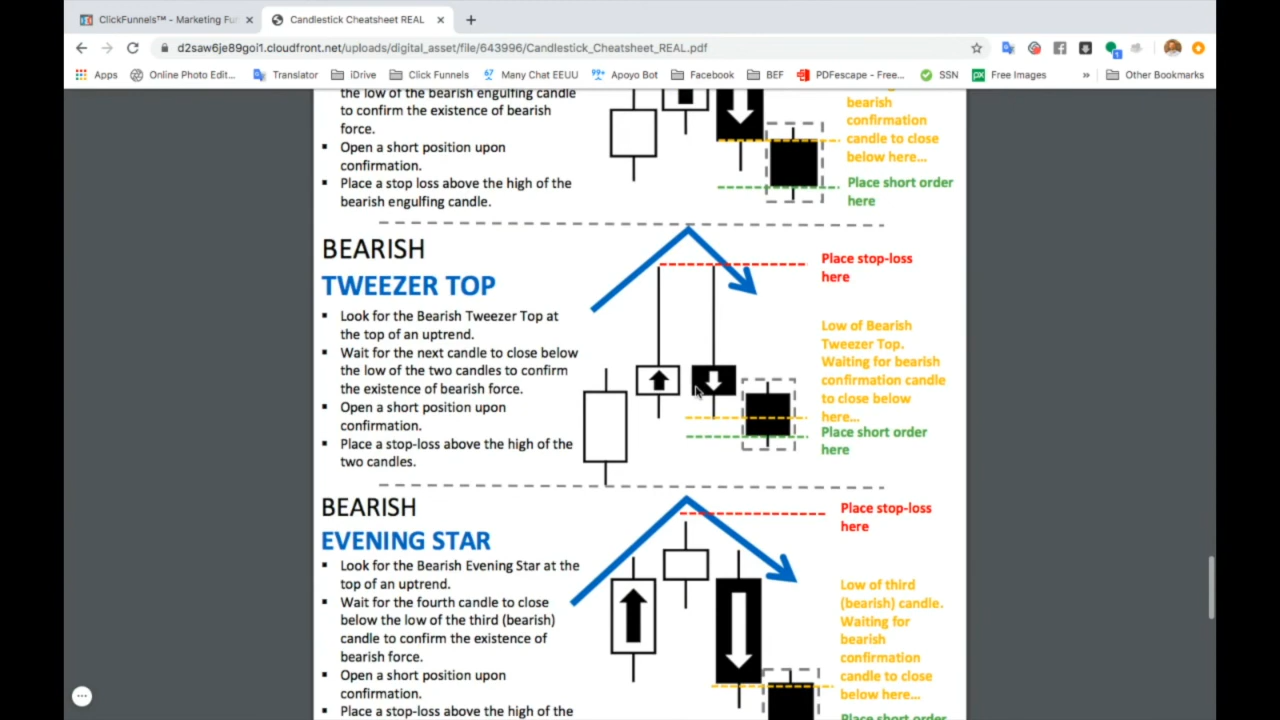 ClickFunnels™ - Marketing Fu
Candlestick Cheatsheet REAL
d2saw6je89goi1.cloudfront.net/uploads/digital_asset/file/643996/Candlestick_Cheatsheet_REAL.pdf
Apps
Online Photo Edit...
Translator
iDrive
Click Funnels
Many Chat EEUU
99+
Apoyo Bot
Facebook
BEF
PDFescape - Free...
SSN
px
Free Images
»
Other Bookmarks
the low of the bearish engulfing candle
to confirm the existence of bearish
force.
Open a short position upon
confirmation.
Place a stop loss above the high of the
bearish engulfing candle.
bearish
confirmation
candle to close
below here...
Place short order
here
BEARISH
TWEEZER TOP
Look for the Bearish Tweezer Top at
the top of an uptrend.
Wait for the next candle to close below
the low of the two candles to confirm
the existence of bearish force.
Open a short position upon
confirmation.
Place a stop-loss above the high of the
two candles.
Place stop-loss
here
Low of Bearish
Tweezer Top.
Waiting for bearish
confirmation candle
to close below
here...
Place short order
here
BEARISH
EVENING STAR
Look for the Bearish Evening Star at the
top of an uptrend.
Wait for the fourth candle to close
below the low of the third (bearish)
candle to confirm the existence of
bearish force.
Open a short position upon
confirmation.
Place a stop-loss above the high of the
Place stop-loss
here
Low of third
(bearish) candle.
Waiting for
bearish
confirmation
candle to close
below here...
Place short order